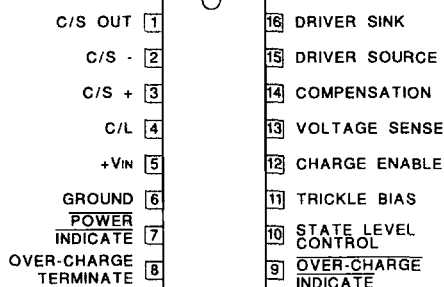 C/S OUT 1 16 DRIVER SINK
C/S - 2 15 DRIVER SOURCE
C/S + 3 14 COMPENSATION
C/L 4 13 VOLTAGE SENSE
+VIN 5 12 CHARGE ENABLE
GROUND 6 11 TRICKLE BIAS
POWER
INDICATE 7 10 STATE LEVEL
CONTROL
OVER-CHARGE
TERMINATE 8 9 OVER-CHARGE
INDICATE